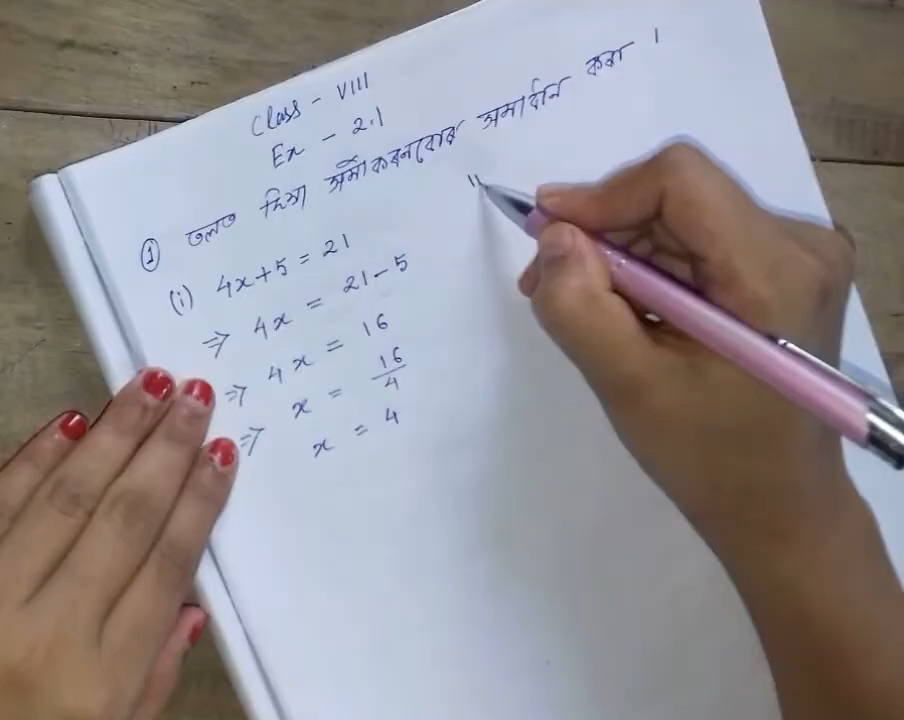 Class - VIII
Ex - 2.1
① তলত দিয়া সমীকৰনবোৰ সমাধান কৰা ।
(i) 4x+5 = 21
⇒ 4x = 21-5
⇒ 4x = 16
⇒ x = 16/4
⇒ x = 4